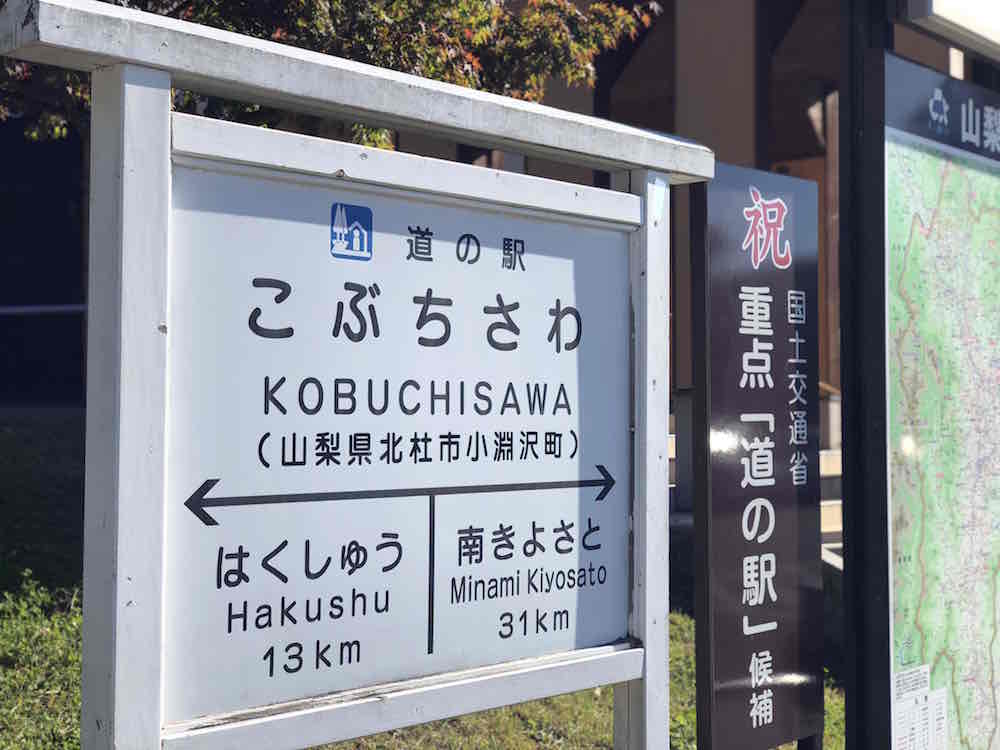 道の駅
こぶちさわ
KOBUCHISAWA
(山梨県北杜市小淵沢町)
はくしゅう
Hakushu
13km
南きよさと
Minami Kiyosato
31km
祝
国土交通省
重点「道の駅」候補
山梨